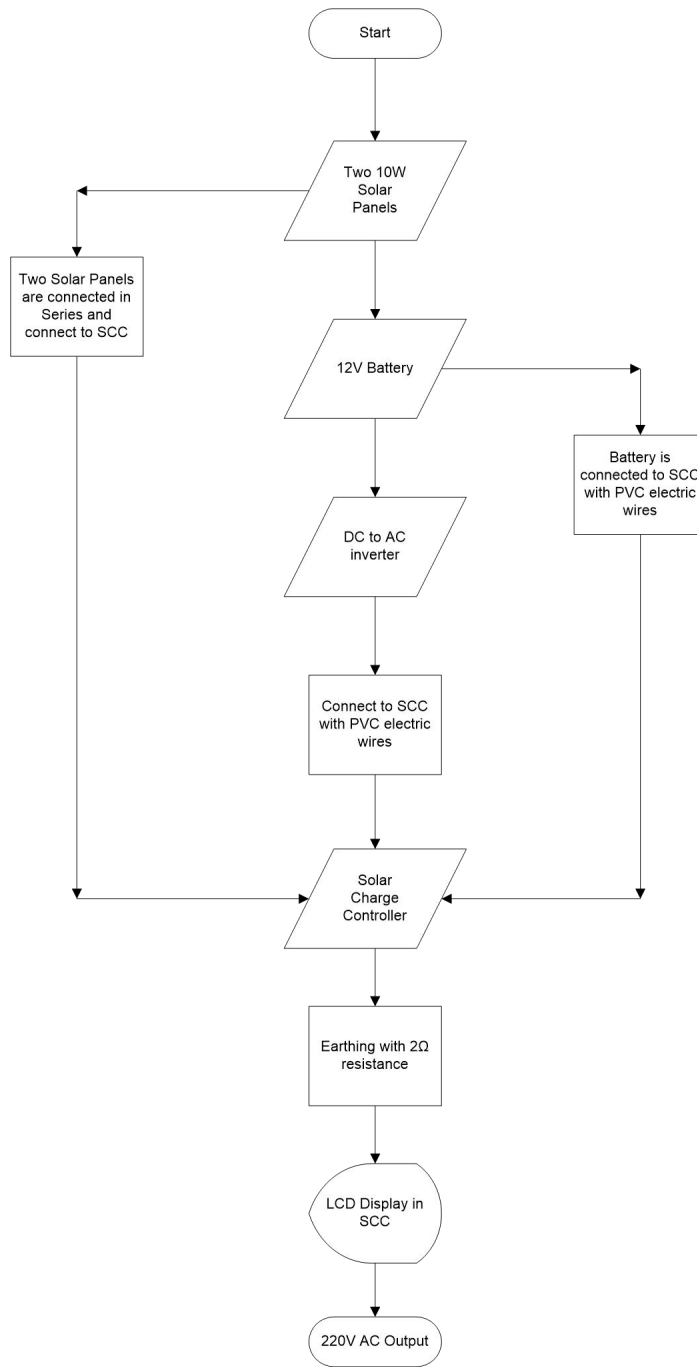 Start
Two 10W
Solar
Panels
Two Solar Panels
are connected in
Series and
connect to SCC
12V Battery
Battery is
connected to SCC
with PVC electric
wires
DC to AC
inverter
Connect to SCC
with PVC electric
wires
Solar
Charge
Controller
Earthing with 2Ω
resistance
LCD Display in
SCC
220V AC Output